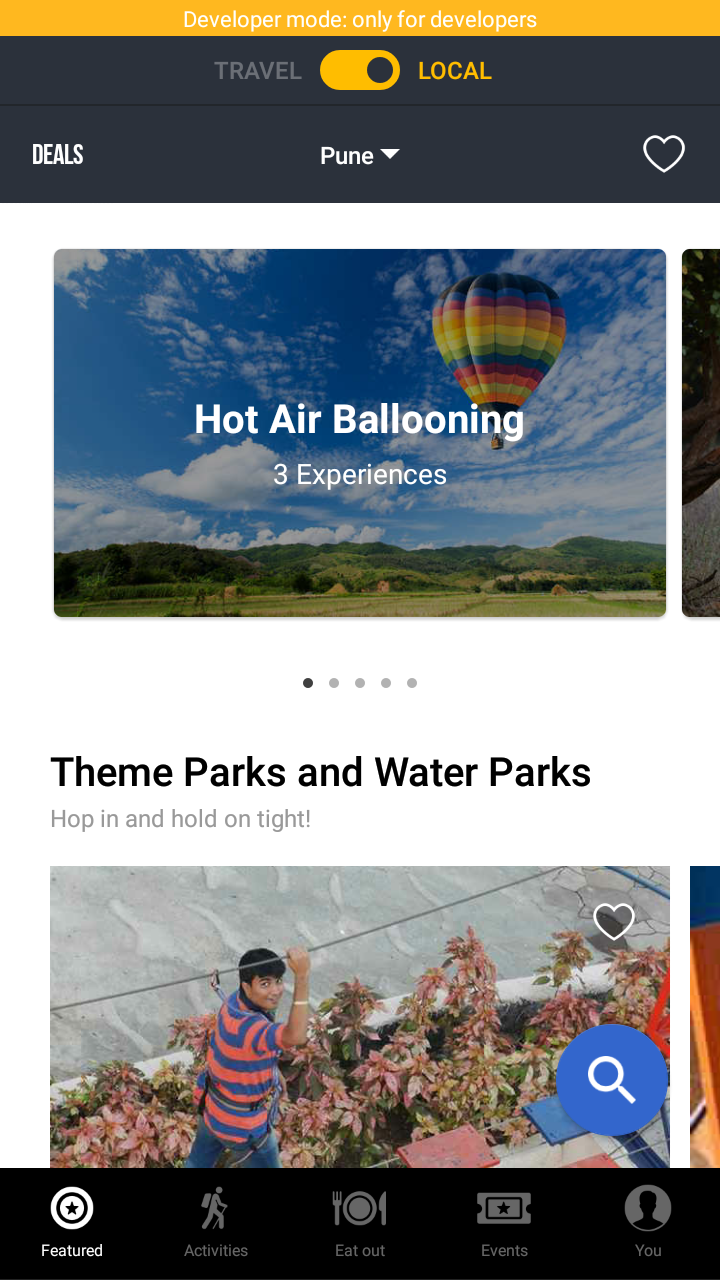 Developer mode: only for developers
TRAVEL LOCAL
DEALS Pune
Hot Air Ballooning
3 Experiences
Theme Parks and Water Parks
Hop in and hold on tight!
Featured Activities Eat out Events You